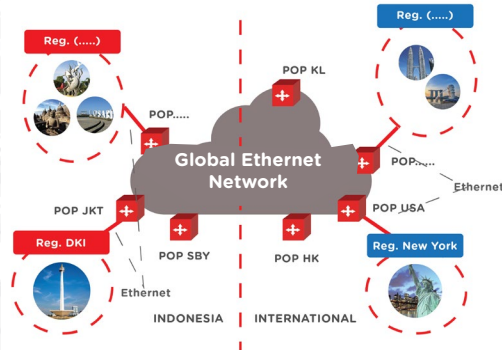 Reg. (.....)
Reg. (.....)
POP KL
POP.....
Global Ethernet
Network
POP.....
Ethernet
POP JKT
POP USA
Reg. DKI
POP SBY
POP HK
Reg. New York
Ethernet
INDONESIA
INTERNATIONAL